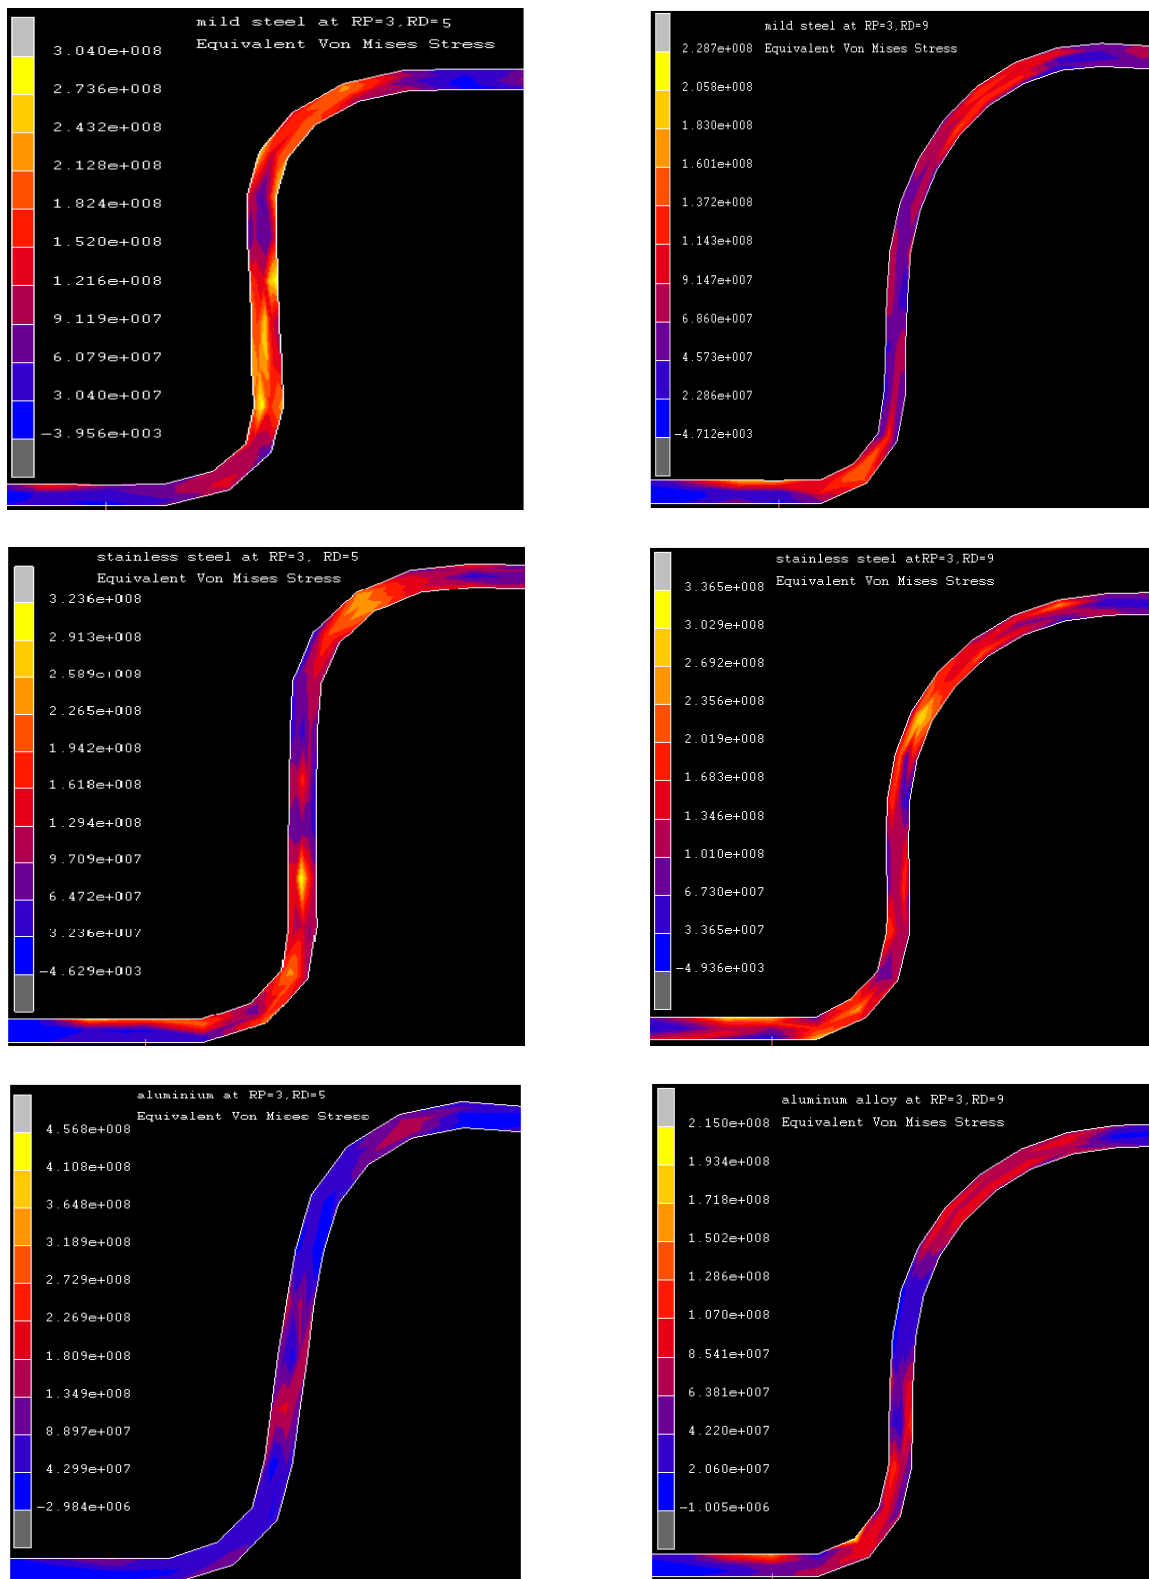 mild steel at RP=3,RD=5
Equivalent Von Mises Stress
3.040e+008
2.736e+008
2.432e+008
2.128e+008
1.824e+008
1.520e+008
1.216e+008
9.119e+007
6.079e+007
3.040e+007
-3.956e+003
mild steel at RP=3,RD=9
Equivalent Von Mises Stress
2.287e+008
2.058e+008
1.830e+008
1.601e+008
1.372e+008
1.143e+008
9.147e+007
6.860e+007
4.573e+007
2.286e+007
-4.712e+003
stainless steel at RP=3, RD=5
Equivalent Von Mises Stress
3.236e+008
2.913e+008
2.589e+008
2.265e+008
1.942e+008
1.618e+008
1.294e+008
9.709e+007
6.472e+007
3.236e+007
-4.629e+003
stainless steel atRP=3,RD=9
Equivalent Von Mises Stress
3.365e+008
3.029e+008
2.692e+008
2.356e+008
2.019e+008
1.683e+008
1.346e+008
1.010e+008
6.730e+007
3.365e+007
-4.936e+003
aluminium at RP=3,RD=5
Equivalent Von Mises Stress
4.568e+008
4.108e+008
3.648e+008
3.189e+008
2.729e+008
2.269e+008
1.809e+008
1.349e+008
8.897e+007
4.299e+007
-2.984e+006
aluminum alloy at RP=3,RD=9
Equivalent Von Mises Stress
2.150e+008
1.934e+008
1.718e+008
1.502e+008
1.286e+008
1.070e+008
8.541e+007
6.381e+007
4.220e+007
2.060e+007
-1.005e+006